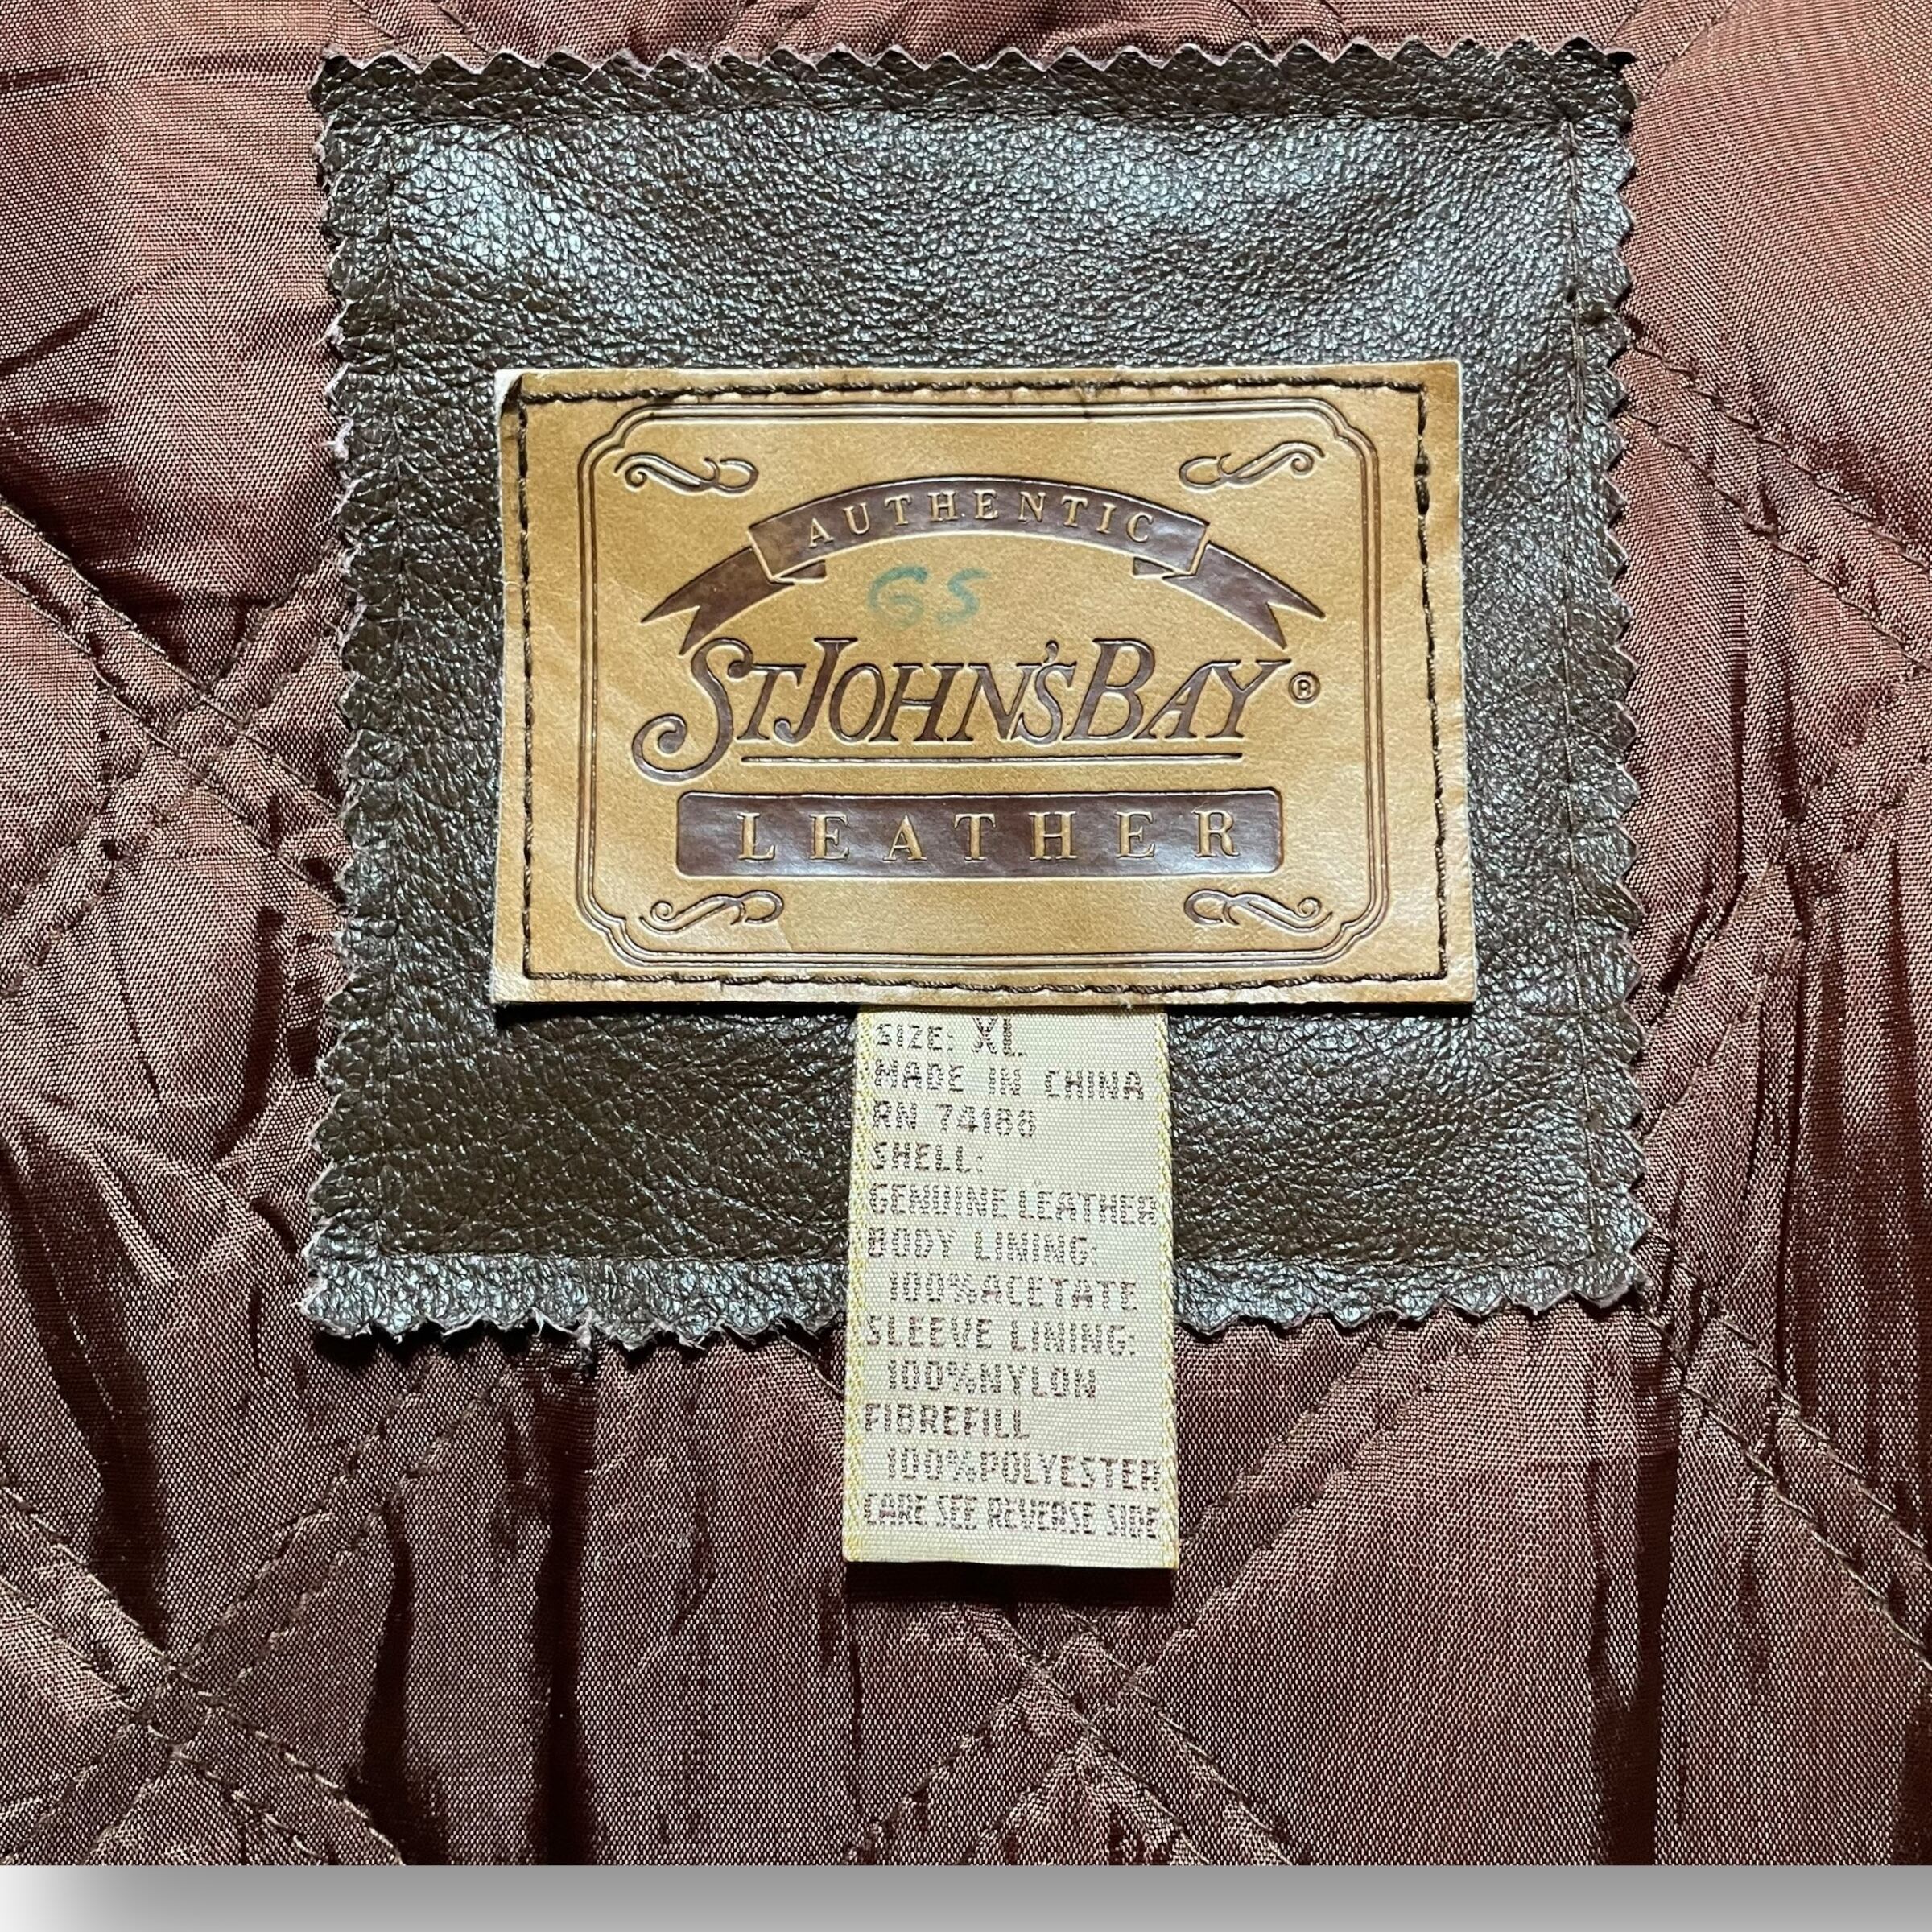 AUTHENTIC
GS
ST JOHN'S BAY®
LEATHER
SIZE: XL
MADE IN CHINA
RN 74188
SHELL:
GENUINE LEATHER
BODY LINING:
100%ACETATE
SLEEVE LINING:
100%NYLON
FIBREFILL
100%POLYESTER
CARE SEE REVERSE SIDE